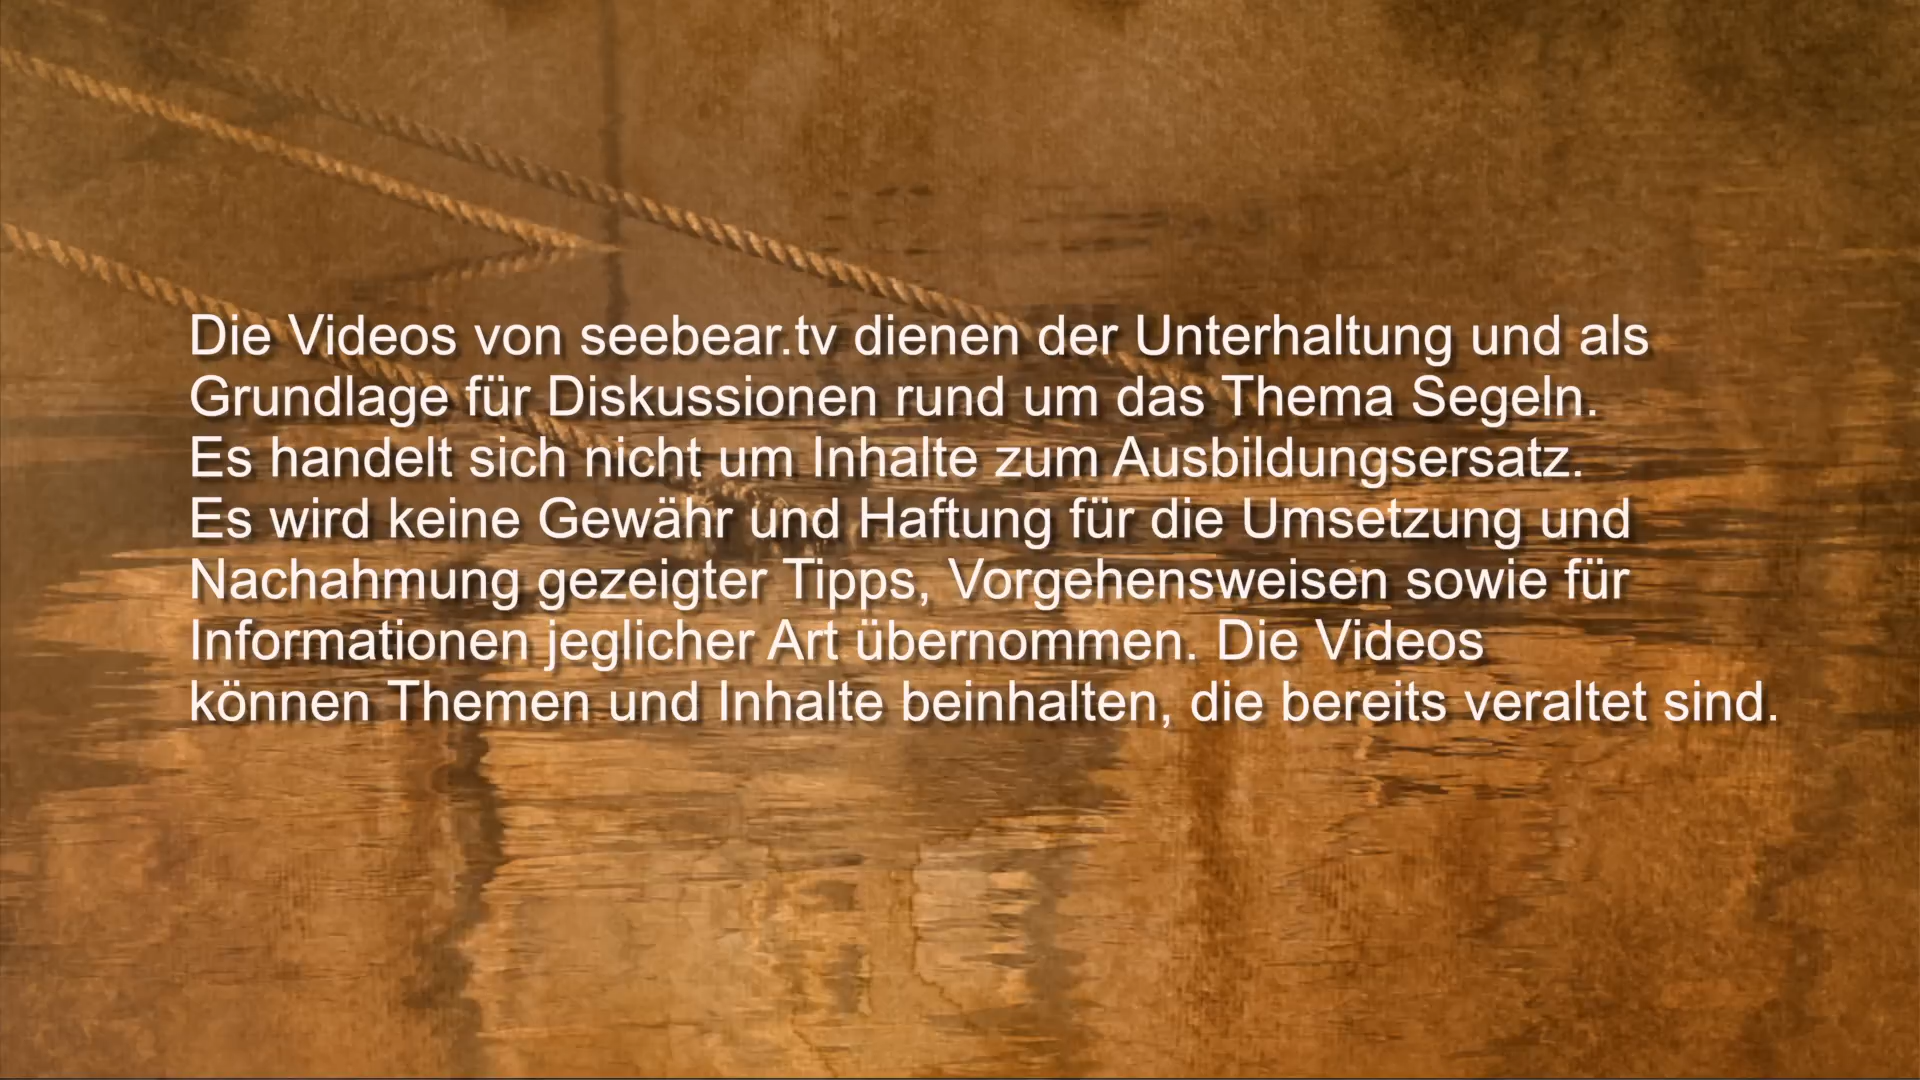 Die Videos von seebear.tv dienen der Unterhaltung und als
Grundlage für Diskussionen rund um das Thema Segeln.
Es handelt sich nicht um Inhalte zum Ausbildungsersatz.
Es wird keine Gewähr und Haftung für die Umsetzung und
Nachahmung gezeigter Tipps, Vorgehensweisen sowie für
Informationen jeglicher Art übernommen. Die Videos
können Themen und Inhalte beinhalten, die bereits veraltet sind.